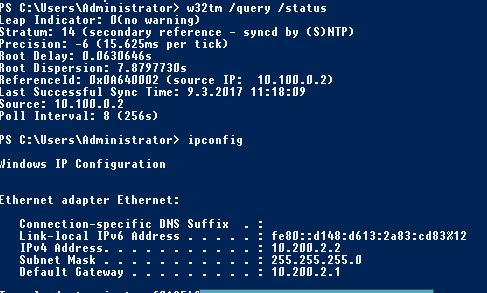 PS C:\Users\Administrator> w32tm /query /status
Leap Indicator: 0(no warning)
Stratum: 14 (secondary reference - syncd by (S)NTP)
Precision: -6 (15.625ms per tick)
Root Delay: 0.0630646s
Root Dispersion: 7.8797730s
ReferenceId: 0x0A640002 (source IP:  10.100.0.2)
Last Successful Sync Time: 9.3.2017 11:18:09
Source: 10.100.0.2
Poll Interval: 8 (256s)
PS C:\Users\Administrator> ipconfig
Windows IP Configuration
Ethernet adapter Ethernet:
Connection-specific DNS Suffix  . :
Link-local IPv6 Address . . . . . : fe80::d148:d613:2a83:cd83%12
IPv4 Address. . . . . . . . . . . : 10.200.2.2
Subnet Mask . . . . . . . . . . . : 255.255.255.0
Default Gateway . . . . . . . . . : 10.200.2.1